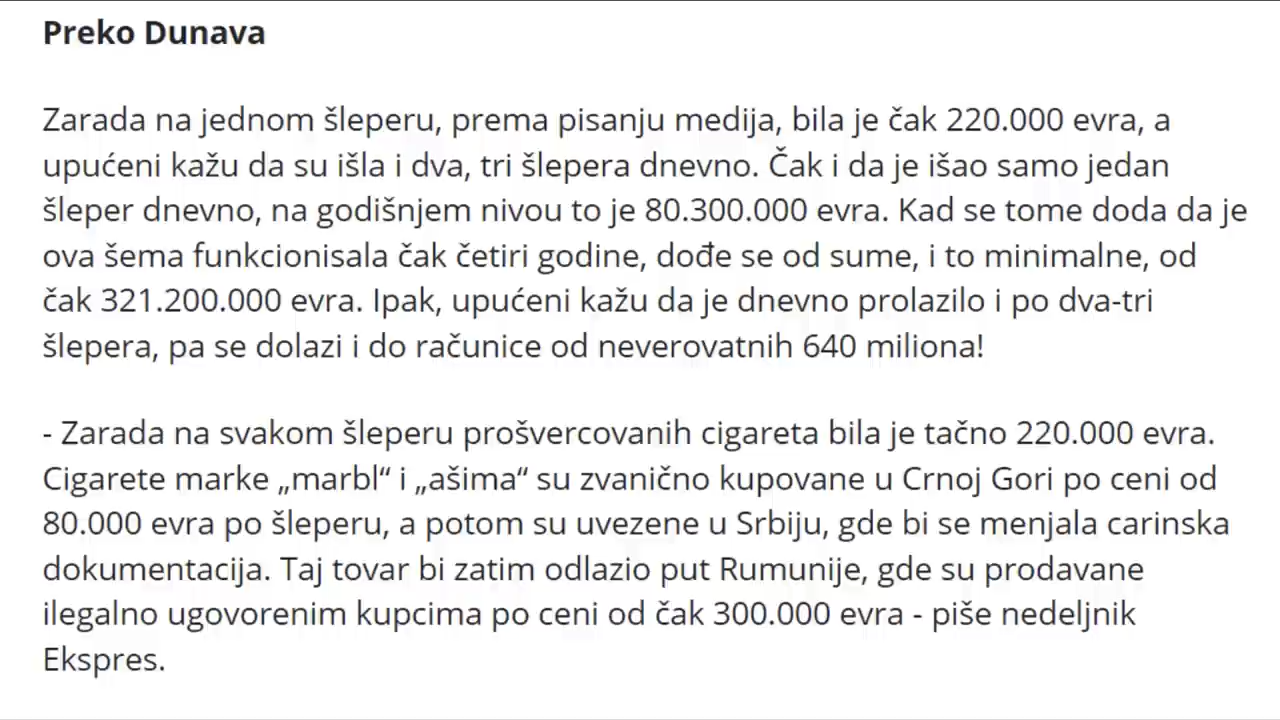 Preko Dunava
Zarada na jednom šleperu, prema pisanju medija, bila je čak 220.000 evra, a
upućeni kažu da su išla i dva, tri šlepera dnevno. Čak i da je išao samo jedan
šleper dnevno, na godišnjem nivou to je 80.300.000 evra. Kad se tome doda da je
ova šema funkcionisala čak četiri godine, dođe se od sume, i to minimalne, od
čak 321.200.000 evra. Ipak, upućeni kažu da je dnevno prolazilo i po dva-tri
šlepera, pa se dolazi i do računice od neverovatnih 640 miliona!
- Zarada na svakom šleperu prošvercovanih cigareta bila je tačno 220.000 evra.
Cigarete marke „marbl“ i „ašima“ su zvanično kupovane u Crnoj Gori po ceni od
80.000 evra po šleperu, a potom su uvezene u Srbiju, gde bi se menjala carinska
dokumentacija. Taj tovar bi zatim odlazio put Rumunije, gde su prodavane
ilegalno ugovorenim kupcima po ceni od čak 300.000 evra - piše nedeljnik
Ekspres.